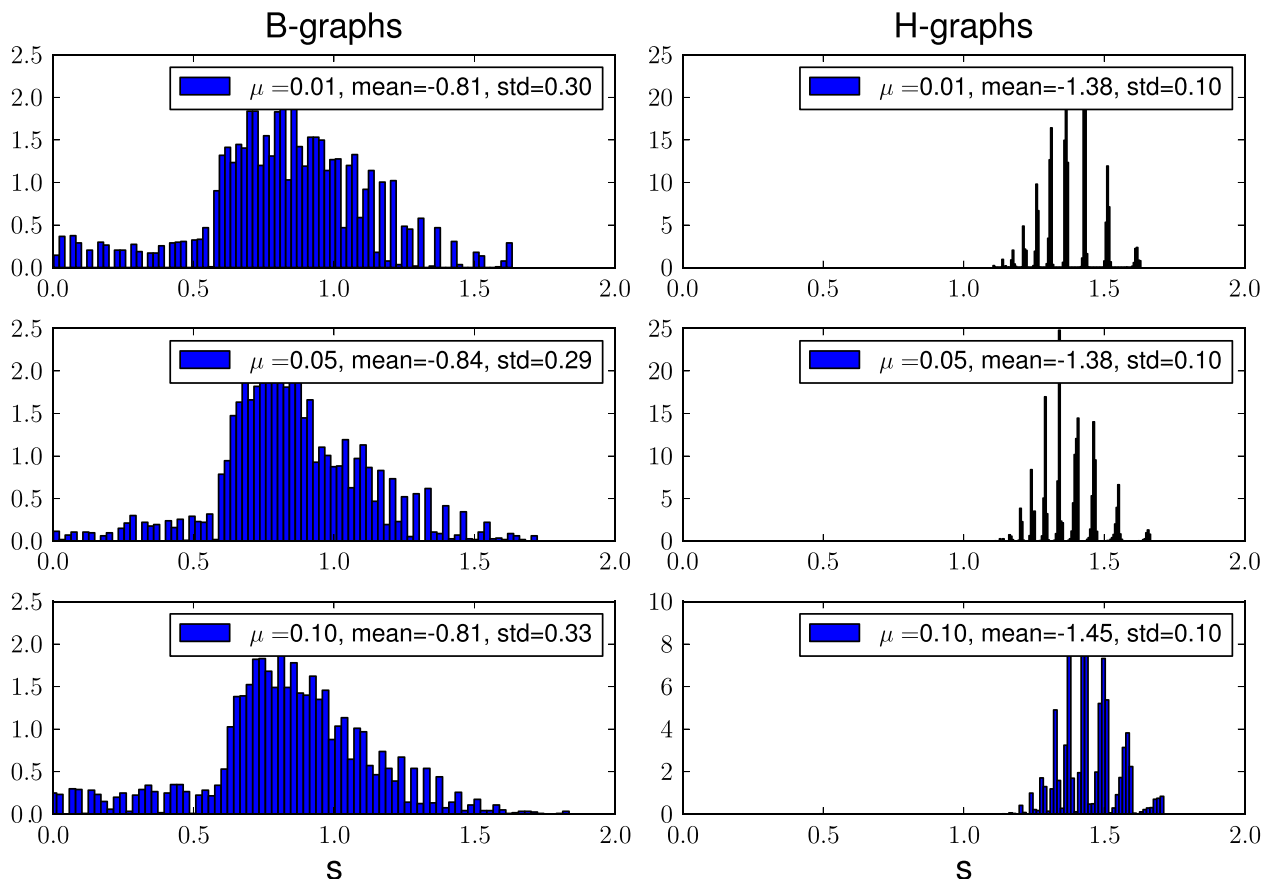 B-graphs
H-graphs
2.5
2.0
1.5
1.0
0.5
0.0
μ =0.01, mean=-0.81, std=0.30
0.0 0.5 1.0 1.5 2.0
25
20
15
10
5
0
μ =0.01, mean=-1.38, std=0.10
0.0 0.5 1.0 1.5 2.0
2.5
2.0
1.5
1.0
0.5
0.0
μ =0.05, mean=-0.84, std=0.29
0.0 0.5 1.0 1.5 2.0
25
20
15
10
5
0
μ =0.05, mean=-1.38, std=0.10
0.0 0.5 1.0 1.5 2.0
2.5
2.0
1.5
1.0
0.5
0.0
μ =0.10, mean=-0.81, std=0.33
0.0 0.5 1.0 1.5 2.0
s
10
8
6
4
2
0
μ =0.10, mean=-1.45, std=0.10
0.0 0.5 1.0 1.5 2.0
s